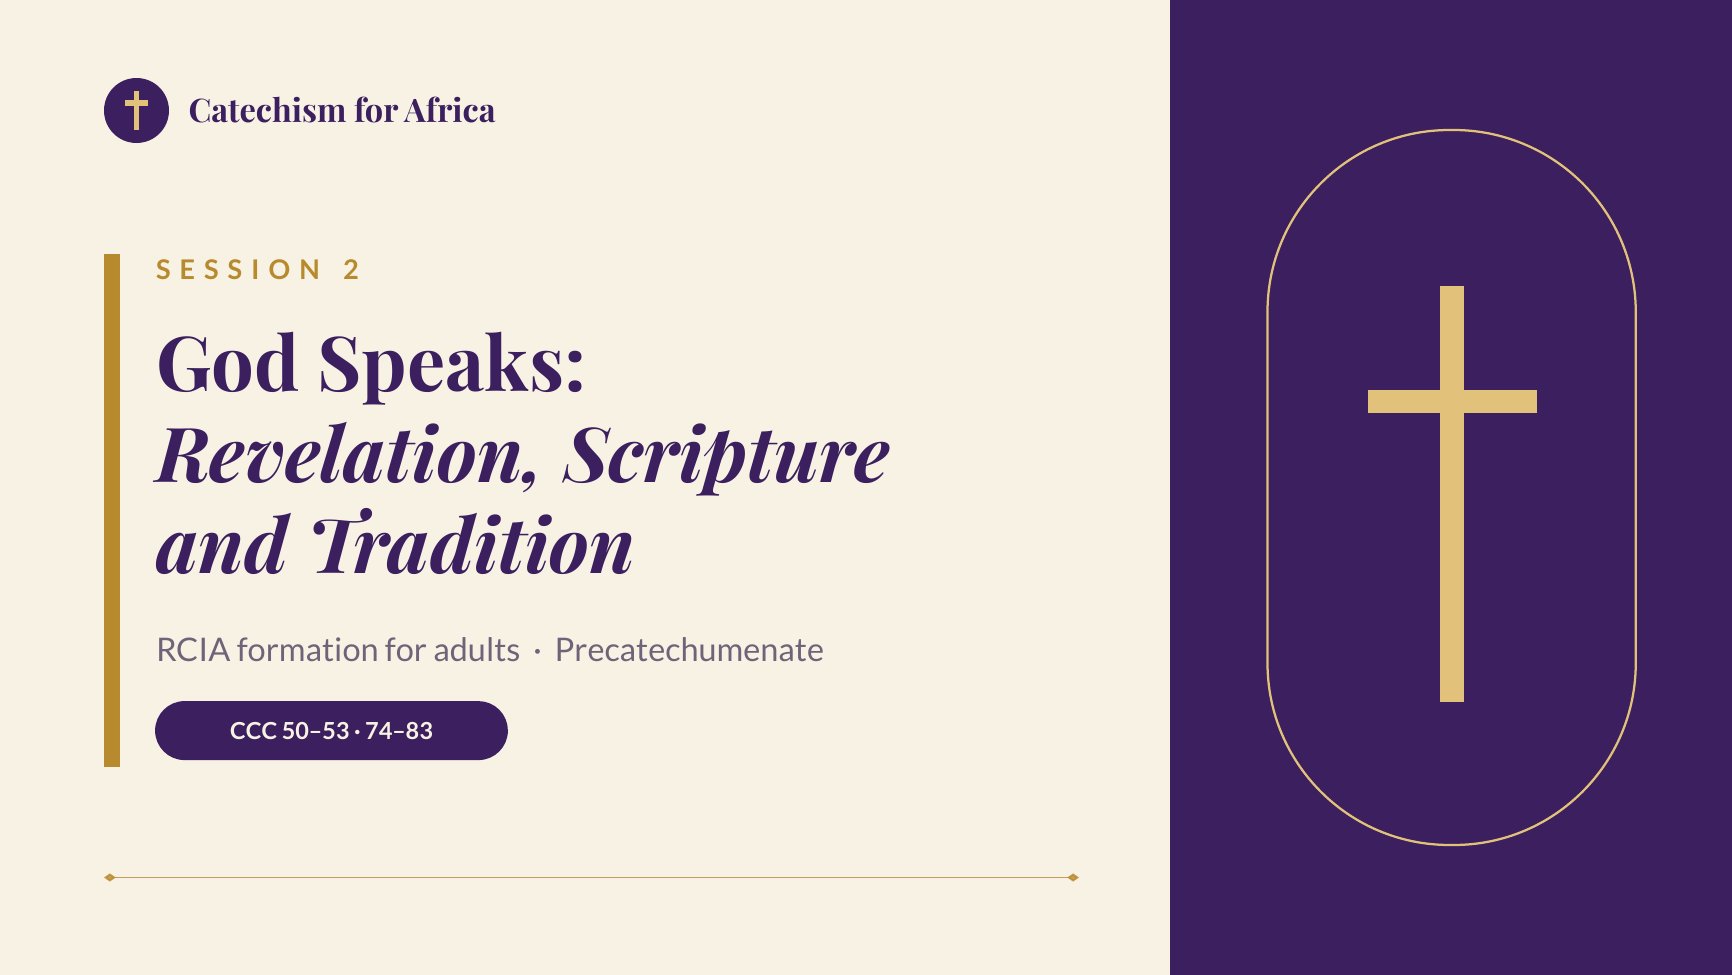 Catechism for Africa
SESSION 2
God Speaks:
Revelation, Scripture
and Tradition
RCIA formation for adults · Precatechumenate
CCC 50–53 · 74–83